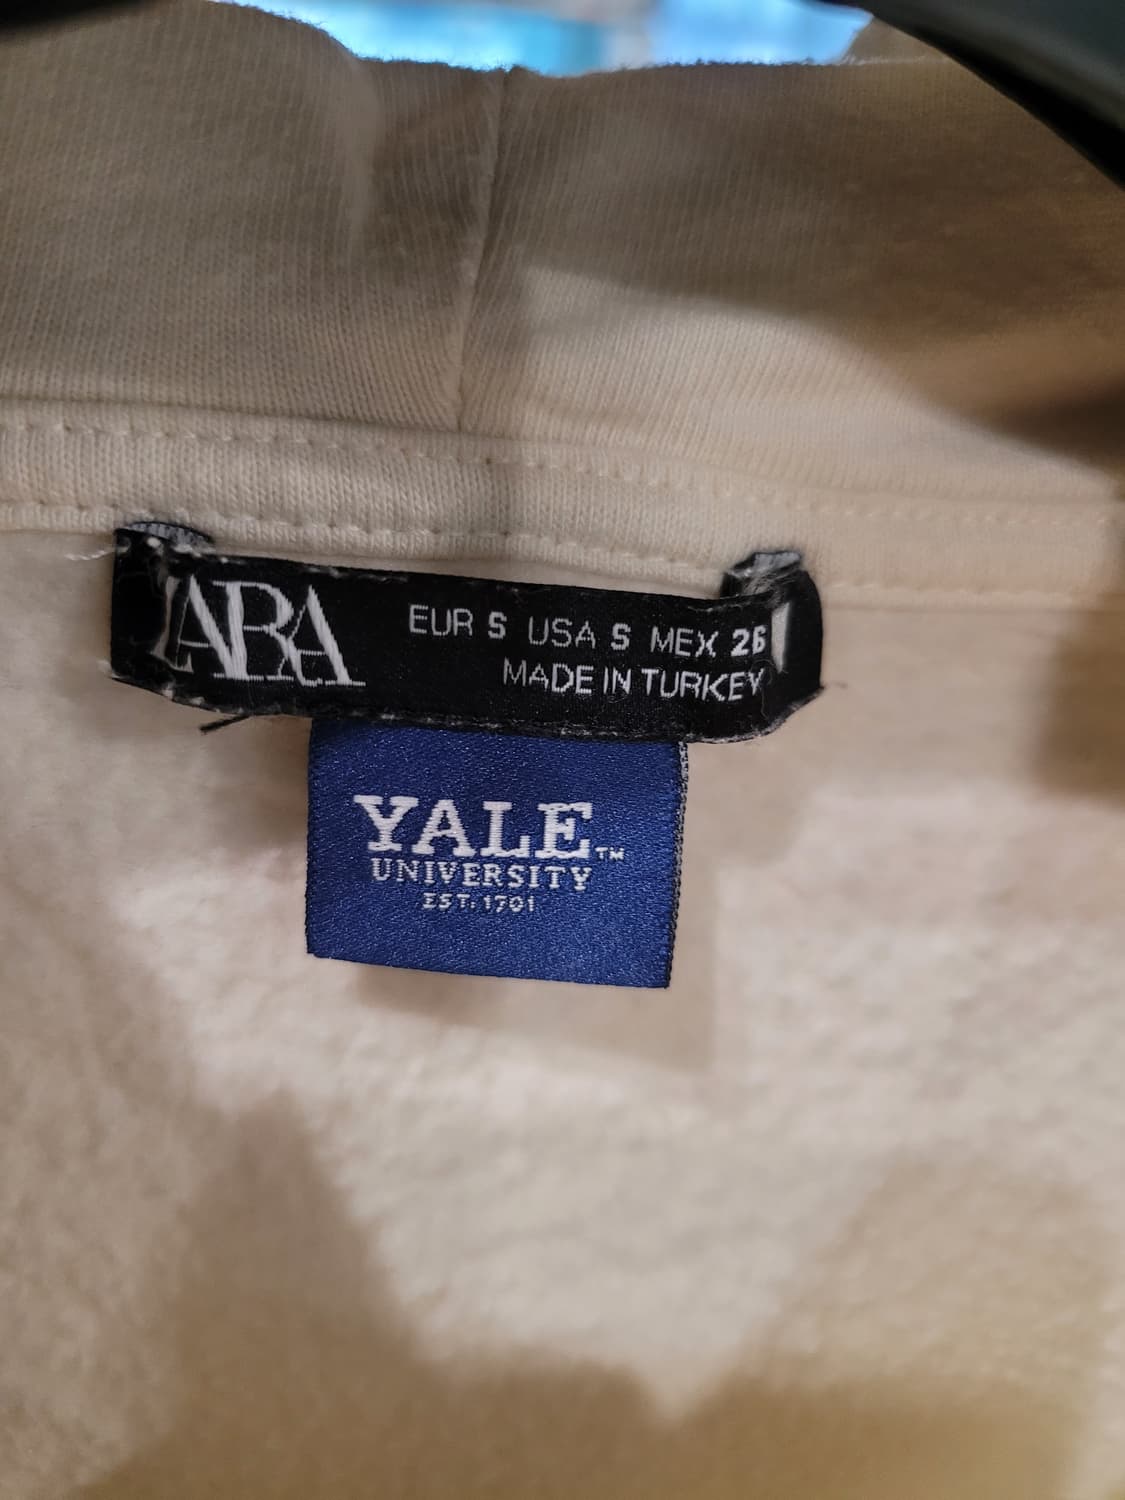 ZARA
EUR S USA S MEX 26
MADE IN TURKEY
YALE™
UNIVERSITY
EST. 1701